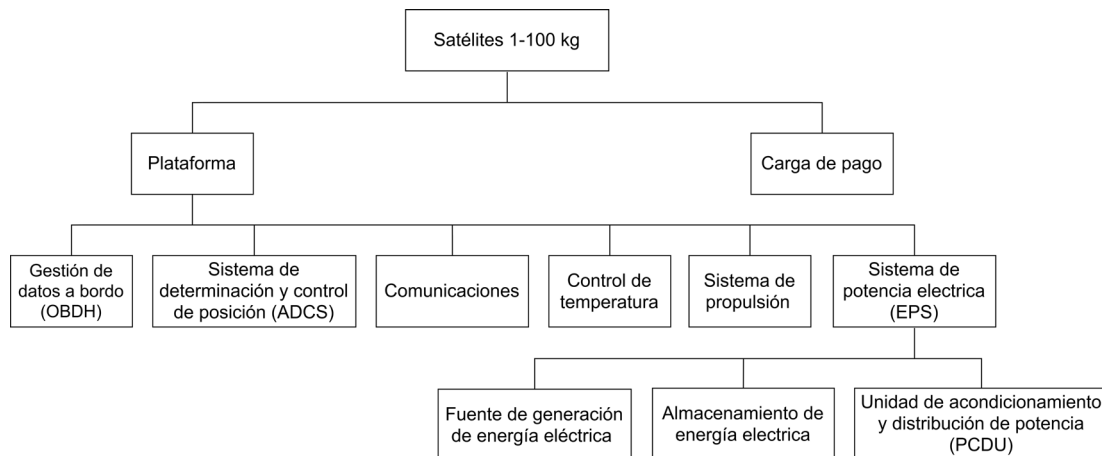 Satélites 1-100 kg
Plataforma
Carga de pago
Gestión de
datos a bordo
(OBDH)
Sistema de
determinación y control
de posición (ADCS)
Comunicaciones
Control de
temperatura
Sistema de
propulsión
Sistema de
potencia electrica
(EPS)
Fuente de generación
de energía eléctrica
Almacenamiento de
energía electrica
Unidad de acondicionamiento
y distribución de potencia
(PCDU)